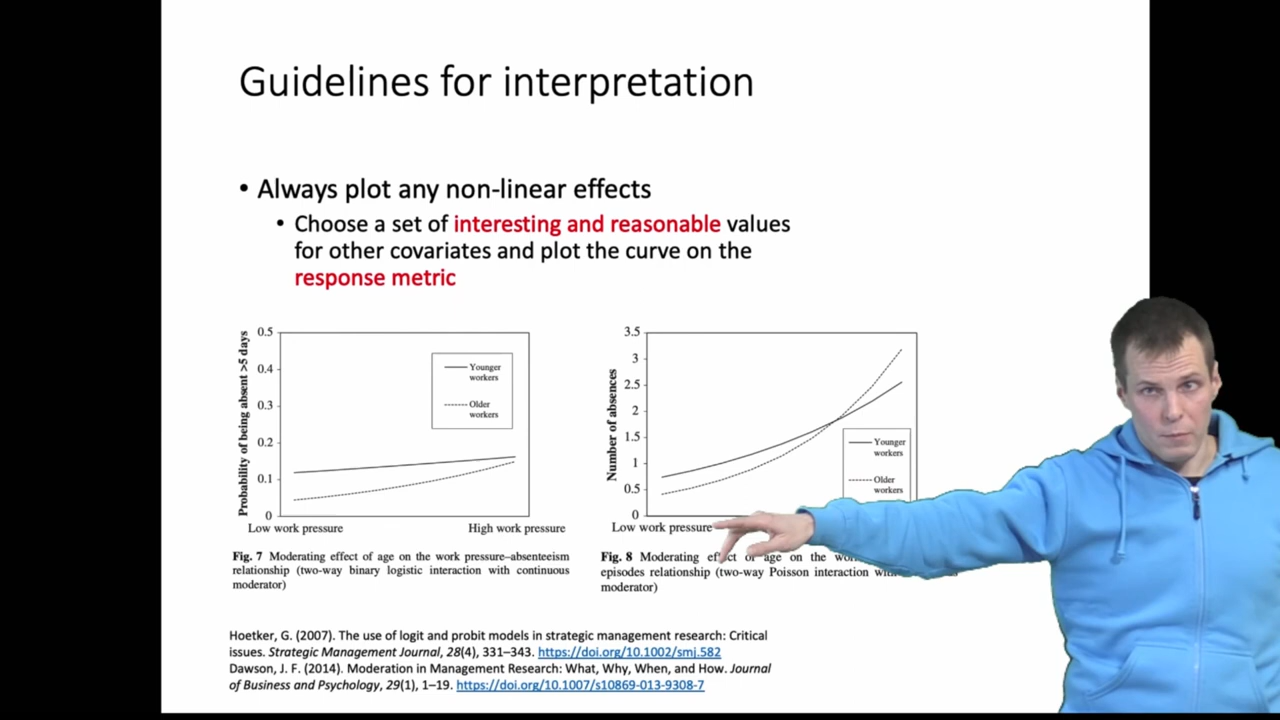 Guidelines for interpretation
• Always plot any non-linear effects
• Choose a set of interesting and reasonable values
for other covariates and plot the curve on the
response metric
Probability of being absent >5 days
0.5
0.4
0.3
0.2
0.1
0
Younger
workers
Older
workers
Low work pressure
High work pressure
Fig. 7 Moderating effect of age on the work pressure–absenteeism
relationship (two-way binary logistic interaction with continuous
moderator)
Number of absences
3.5
3
2.5
2
1.5
1
0.5
0
Younger
workers
Older
workers
Low work pressure
Fig. 8 Moderating effect of age on the
episodes relationship (two-way Poisson interaction
moderator)
Hoetker, G. (2007). The use of logit and probit models in strategic management research: Critical
issues. Strategic Management Journal, 28(4), 331–343. https://doi.org/10.1002/smj.582
Dawson, J. F. (2014). Moderation in Management Research: What, Why, When, and How. Journal
of Business and Psychology, 29(1), 1–19. https://doi.org/10.1007/s10869-013-9308-7